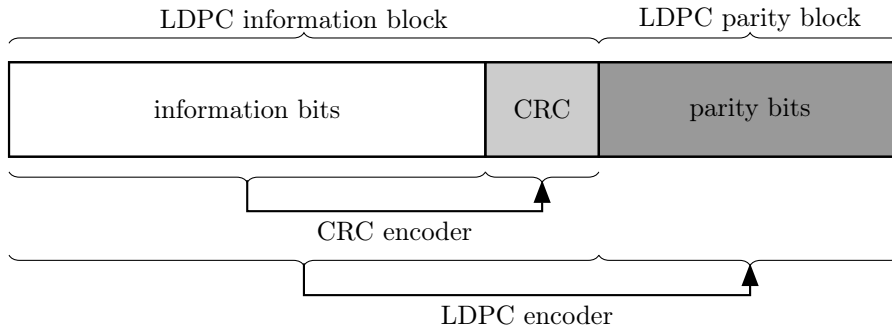 LDPC information block
LDPC parity block
information bits
CRC
parity bits
CRC encoder
LDPC encoder